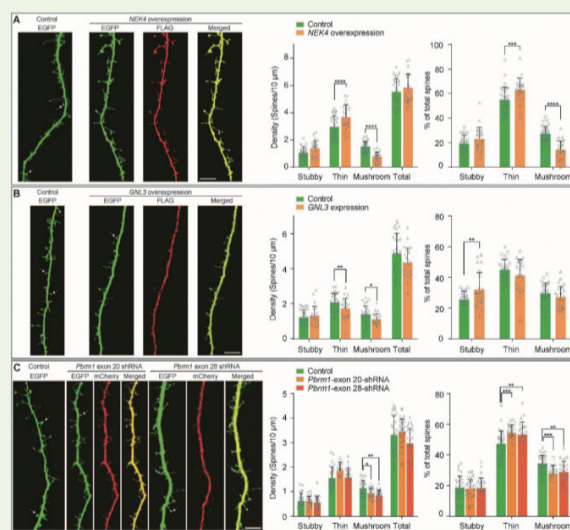 A
Control
EGFP
NEK4 overexpression
EGFP
FLAG
Merged
Control
NEK4 overexpression
Density (Spines/10 μm)
8
6
4
2
0
****
****
Stubby
Thin
Mushroom
Total
% of total spines
100
80
60
40
20
0
***
****
Stubby
Thin
Mushroom
B
Control
EGFP
GNL3 overexpression
EGFP
FLAG
Merged
Control
GNL3 expression
Density (Spines/10 μm)
8
6
4
2
0
**
*
Stubby
Thin
Mushroom
Total
% of total spines
80
60
40
20
0
**
Stubby
Thin
Mushroom
C
Control
EGFP
Pbrm1 exon 20 shRNA
EGFP
mCherry
Merged
Pbrm1 exon 28 shRNA
EGFP
mCherry
Merged
Control
Pbrm1-exon 20-shRNA
Pbrm1-exon 28-shRNA
Density (Spines/10 μm)
5
4
3
2
1
0
**
*
Stubby
Thin
Mushroom
Total
% of total spines
80
60
40
20
0
**
***
**
***
Stubby
Thin
Mushroom